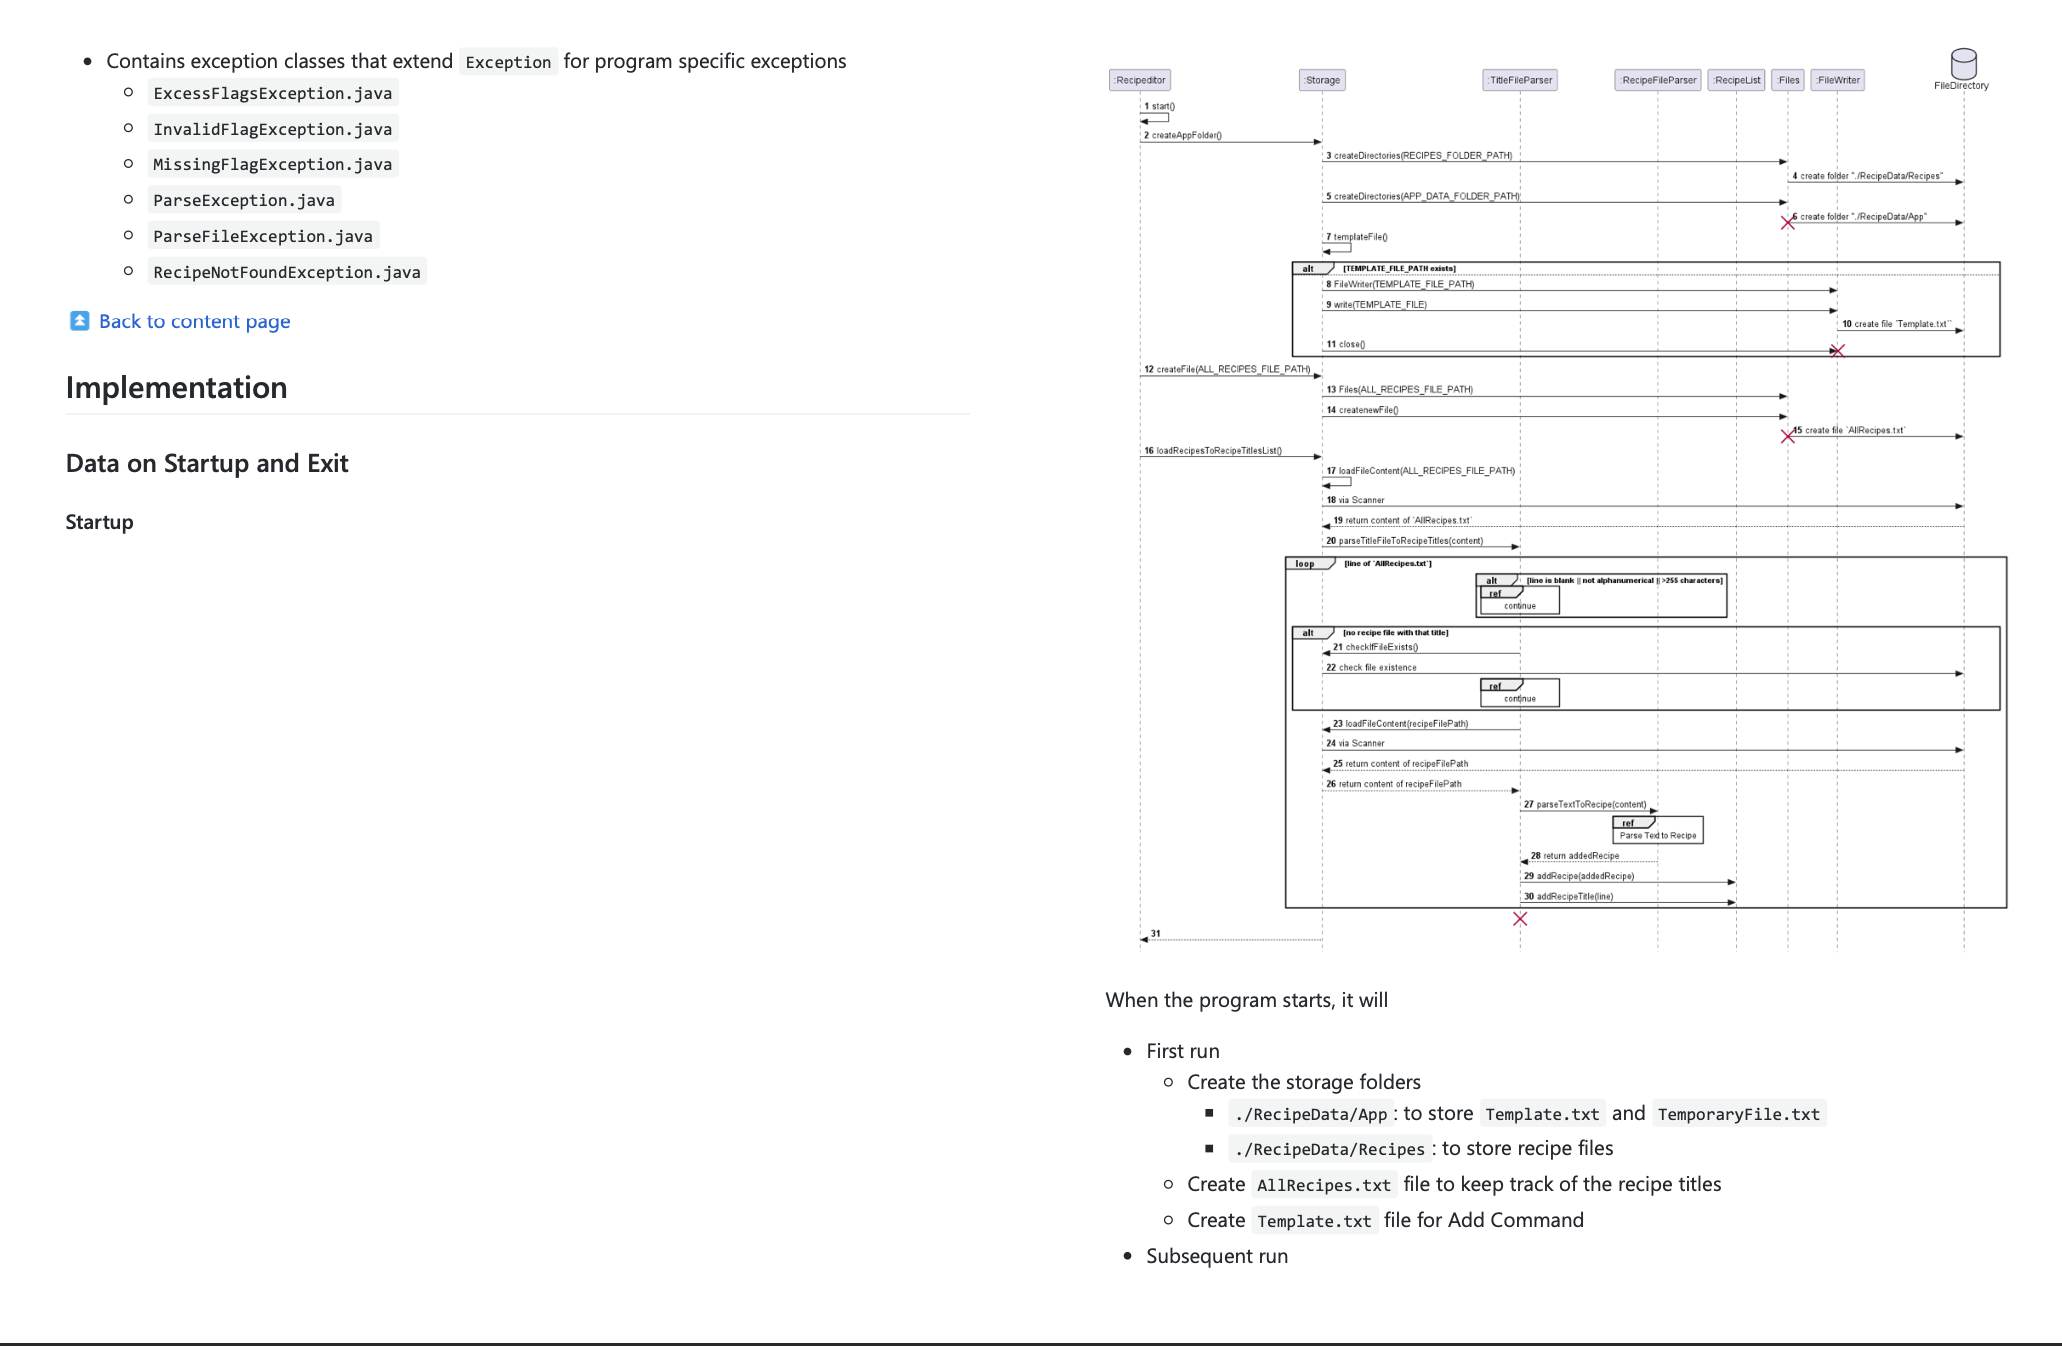 Contains exception classes that extend Exception for program specific exceptions
ExcessFlagsException.java
InvalidFlagException.java
MissingFlagException.java
ParseException.java
ParseFileException.java
RecipeNotFoundException.java
Back to content page
Implementation
Data on Startup and Exit
Startup
:Recipeditor :Storage :TitleFileParser :RecipeFileParser :RecipeList :Files :FileWriter FileDirectory
1 start()
2 createAppFolder()
3 createDirectories(RECIPES_FOLDER_PATH)
4 create folder "./RecipeData/Recipes"
5 createDirectories(APP_DATA_FOLDER_PATH)
6 create folder "./RecipeData/App"
7 templateFile()
alt [TEMPLATE_FILE_PATH exists]
8 FileWriter(TEMPLATE_FILE_PATH)
9 write(TEMPLATE_FILE)
10 create file `Template.txt``
11 close()
12 createFile(ALL_RECIPES_FILE_PATH)
13 Files(ALL_RECIPES_FILE_PATH)
14 createnewFile()
15 create file `AllRecipes.txt`
16 loadRecipesToRecipeTitlesList()
17 loadFileContent(ALL_RECIPES_FILE_PATH)
18 via Scanner
19 return content of `AllRecipes.txt`
20 parseTitleFileToRecipeTitles(content)
loop [line of `AllRecipes.txt`]
alt [line is blank || not alphanumerical || >255 characters]
ref
continue
alt [no recipe file with that title]
21 checkIfFileExists()
22 check file existence
ref
continue
23 loadFileContent(recipeFilePath)
24 via Scanner
25 return content of recipeFilePath
26 return content of recipeFilePath
27 parseTextToRecipe(content)
ref
Parse Text to Recipe
28 return addedRecipe
29 addRecipe(addedRecipe)
30 addRecipeTitle(line)
31
When the program starts, it will
First run
Create the storage folders
./RecipeData/App: to store Template.txt and TemporaryFile.txt
./RecipeData/Recipes: to store recipe files
Create AllRecipes.txt file to keep track of the recipe titles
Create Template.txt file for Add Command
Subsequent run